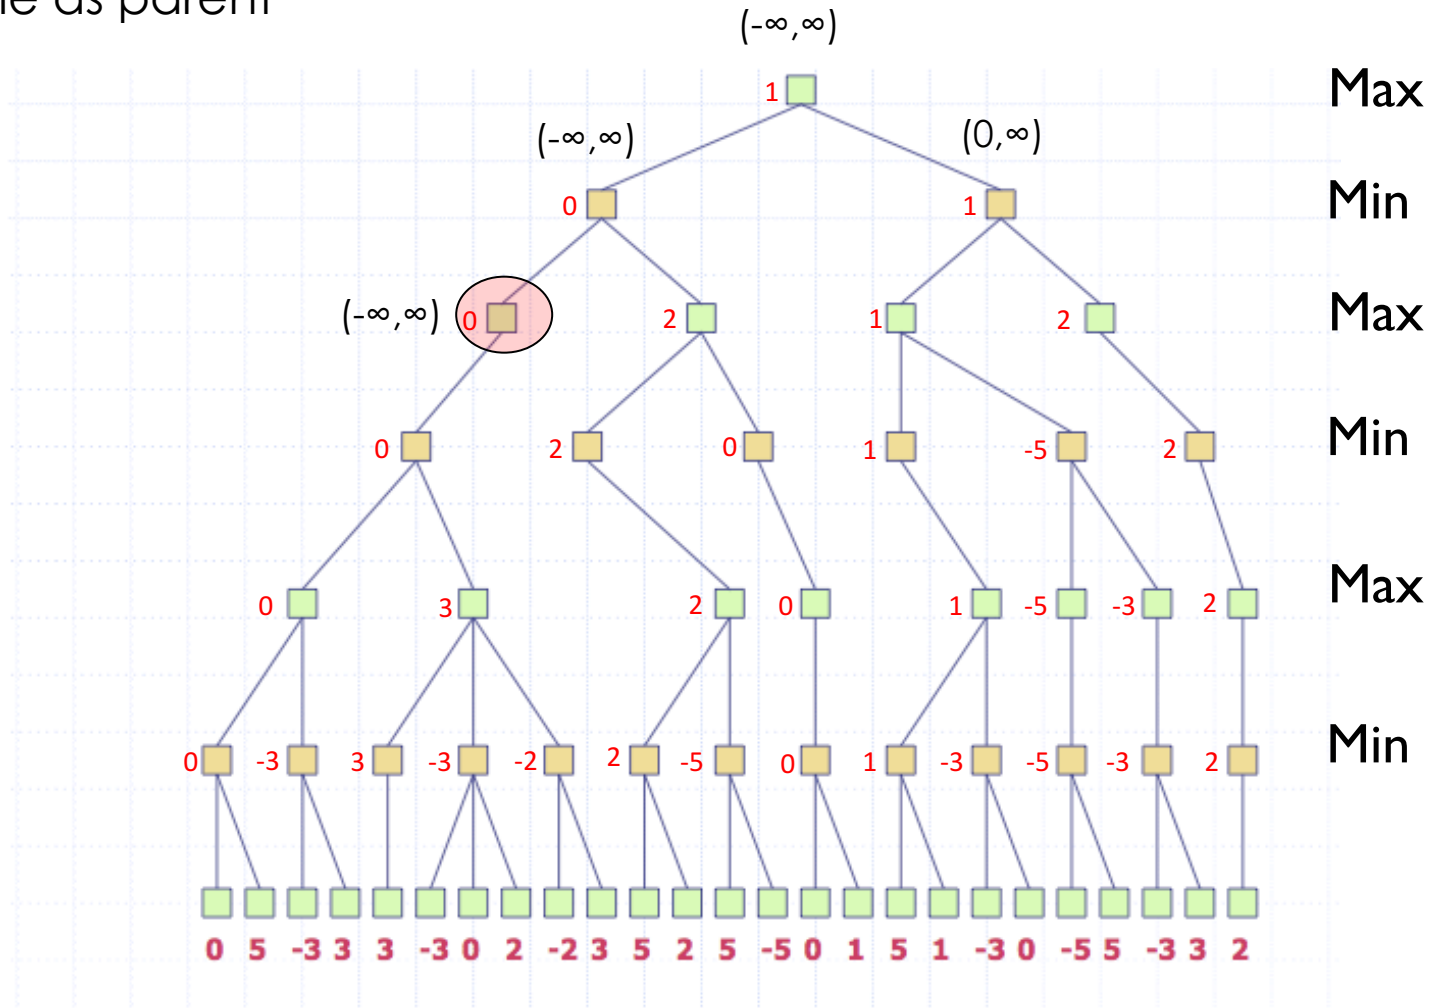 le as parent
(-∞,∞)
1 Max
(-∞,∞) (0,∞)
0 1 Min
(-∞,∞) 0 2 1 2 Max
0 2 0 1 -5 2 Min
0 3 2 0 1 -5 -3 2 Max
0 -3 3 -3 -2 2 -5 0 1 -3 -5 -3 2 Min
0 5 -3 3 3 -3 0 2 -2 3 5 2 5 -5 0 1 5 1 -3 0 -5 5 -3 3 2